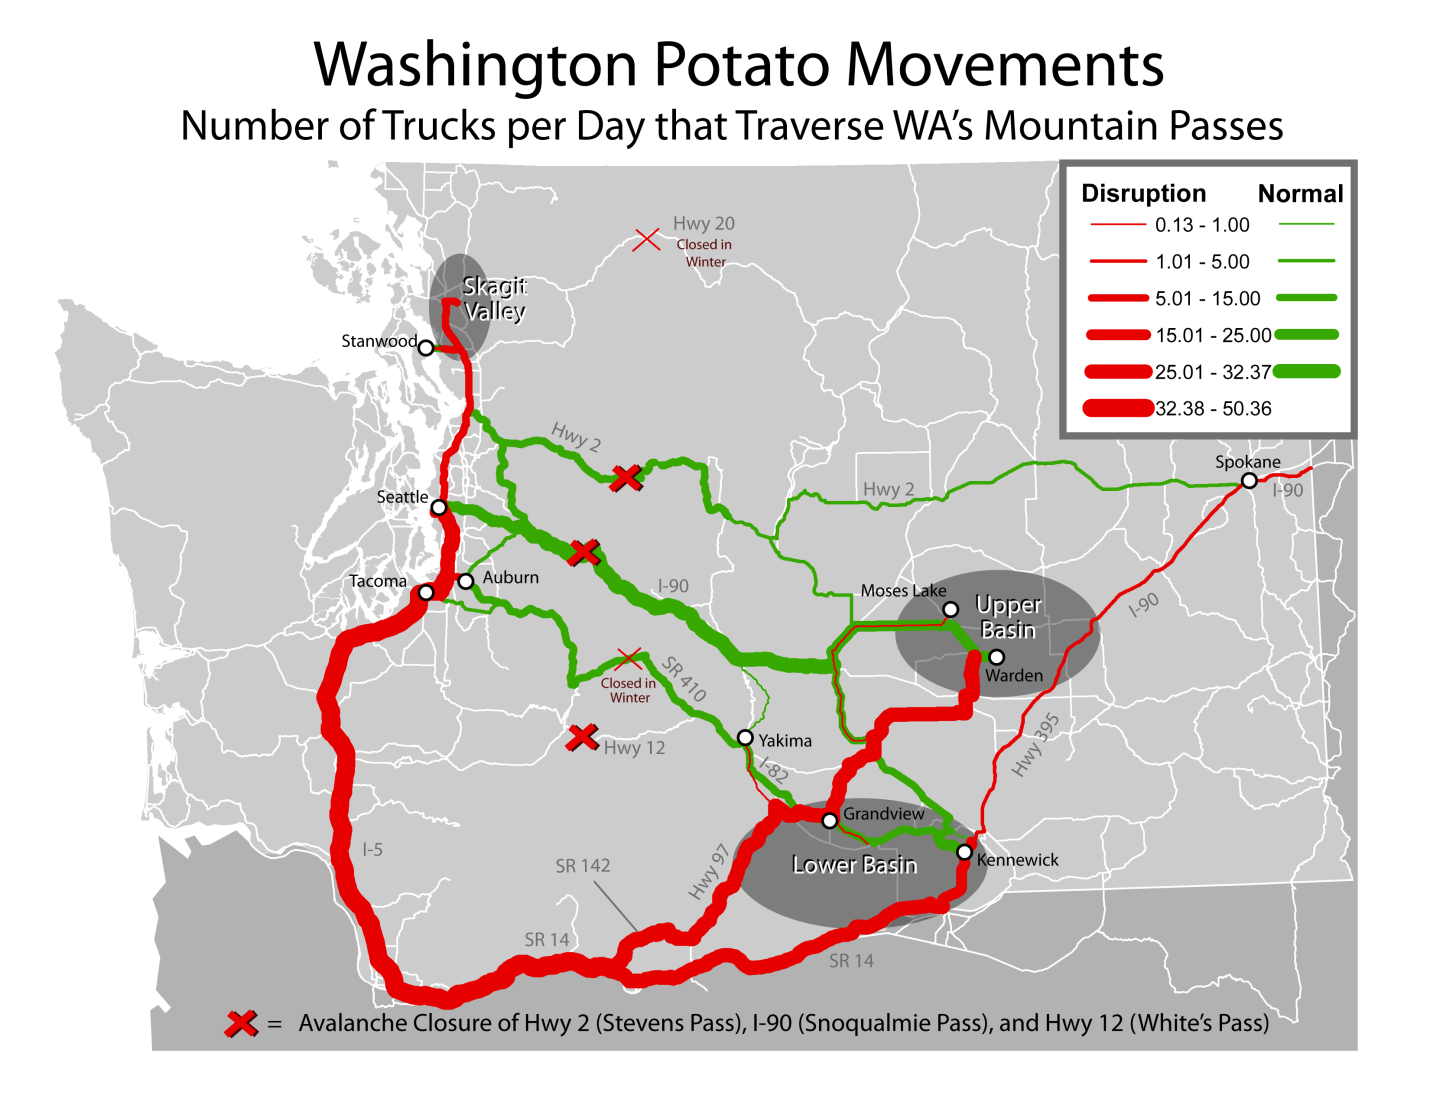 Washington Potato Movements
Number of Trucks per Day that Traverse WA's Mountain Passes
Disruption Normal
0.13 - 1.00
1.01 - 5.00
5.01 - 15.00
15.01 - 25.00
25.01 - 32.37
32.38 - 50.36
Hwy 20
Closed in
Winter
Skagit
Valley
Stanwood
Hwy 2
Spokane
I-90
Hwy 2
Seattle
Tacoma
Auburn
I-90
Moses Lake
Upper
Basin
I-90
Warden
Closed in
Winter
SR 410
Hwy 12
Yakima
I-82
Hwy 395
Grandview
Lower Basin
Kennewick
I-5
SR 142
Hwy 97
SR 14
SR 14
= Avalanche Closure of Hwy 2 (Stevens Pass), I-90 (Snoqualmie Pass), and Hwy 12 (White's Pass)